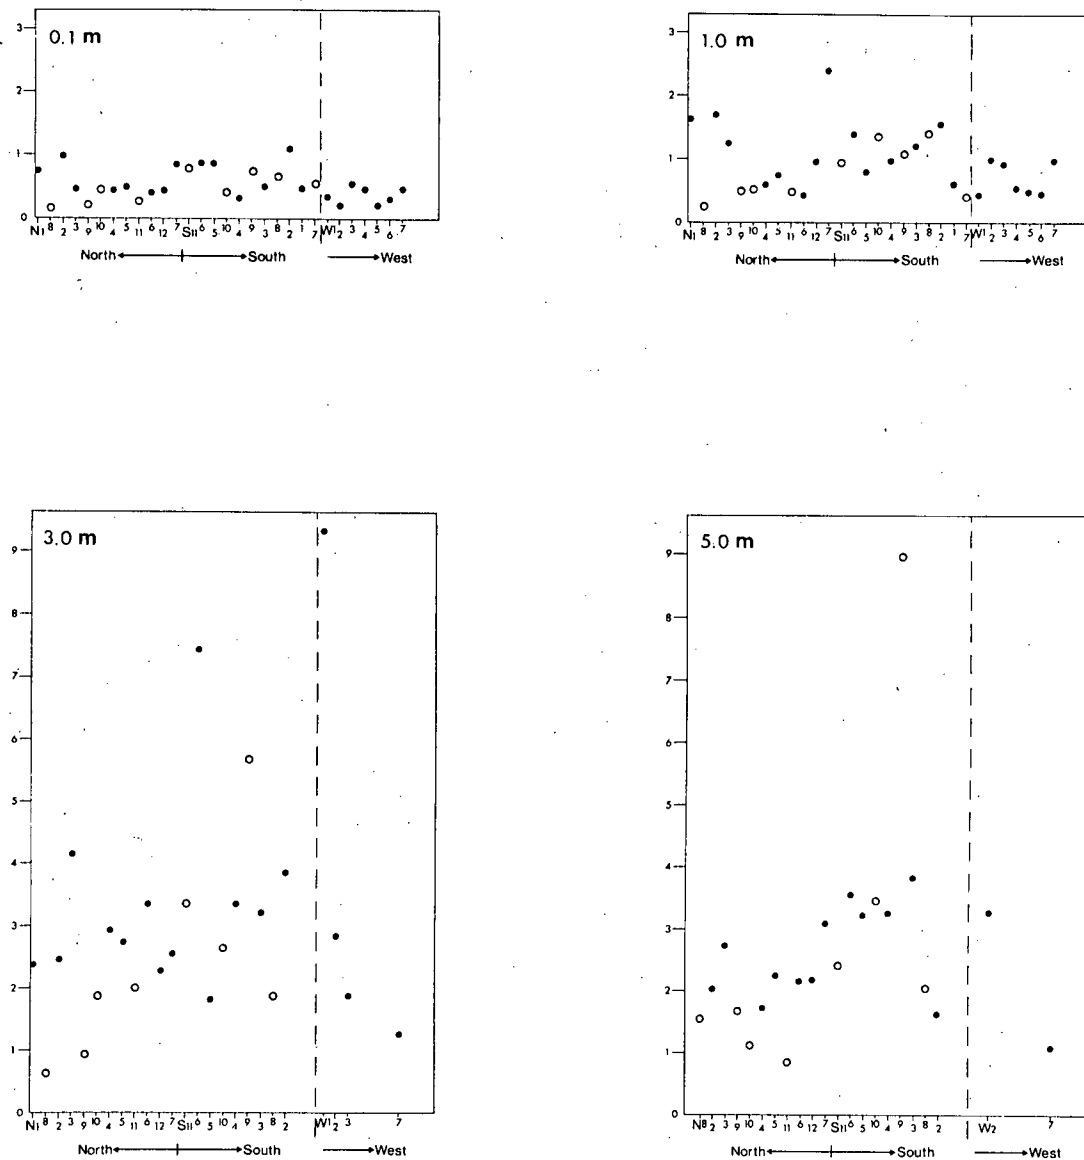 0.1 m
3
2
1
0
N1 8 2 3 9 10 4 5 11 6 12 7 S11 6 5 10 4 9 3 8 2 1 7 W1 2 3 4 5 6 7
North South West
1.0 m
3
2
1
0
N1 8 2 3 9 10 4 5 11 6 12 7 S11 6 5 10 4 9 3 8 2 1 7 W1 2 3 4 5 6 7
North South West
3.0 m
9
8
7
6
5
4
3
2
1
0
N1 8 2 3 9 10 4 5 11 6 12 7 S11 6 5 10 4 9 3 8 2 W1 2 3 7
North South West
5.0 m
9
8
7
6
5
4
3
2
1
0
N8 2 3 9 10 4 5 11 6 12 7 S11 6 5 10 4 9 3 8 2 W2 7
North South West